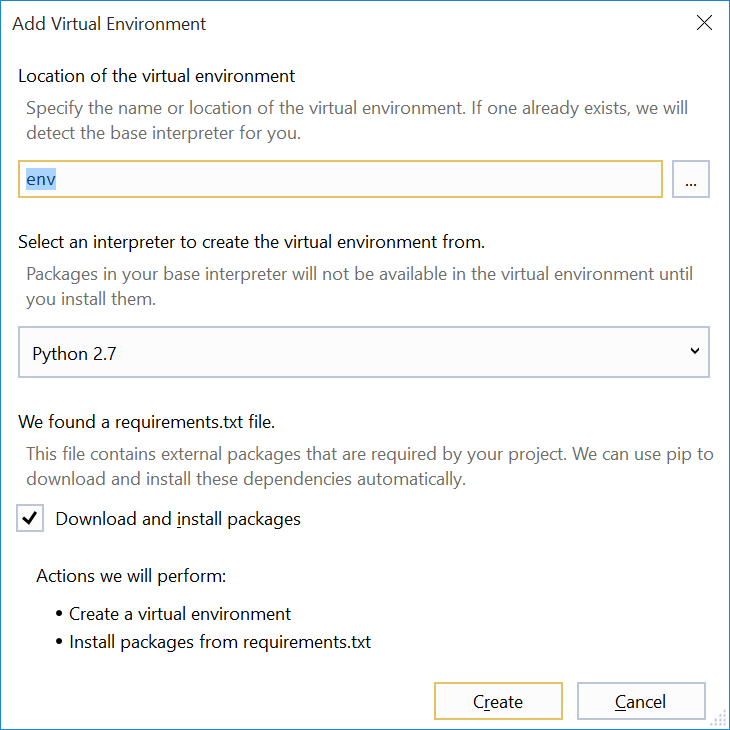 Add Virtual Environment
Location of the virtual environment
Specify the name or location of the virtual environment. If one already exists, we will
detect the base interpreter for you.
env
...
Select an interpreter to create the virtual environment from.
Packages in your base interpreter will not be available in the virtual environment until
you install them.
Python 2.7
We found a requirements.txt file.
This file contains external packages that are required by your project. We can use pip to
download and install these dependencies automatically.
Download and install packages
Actions we will perform:
• Create a virtual environment
• Install packages from requirements.txt
Create
Cancel